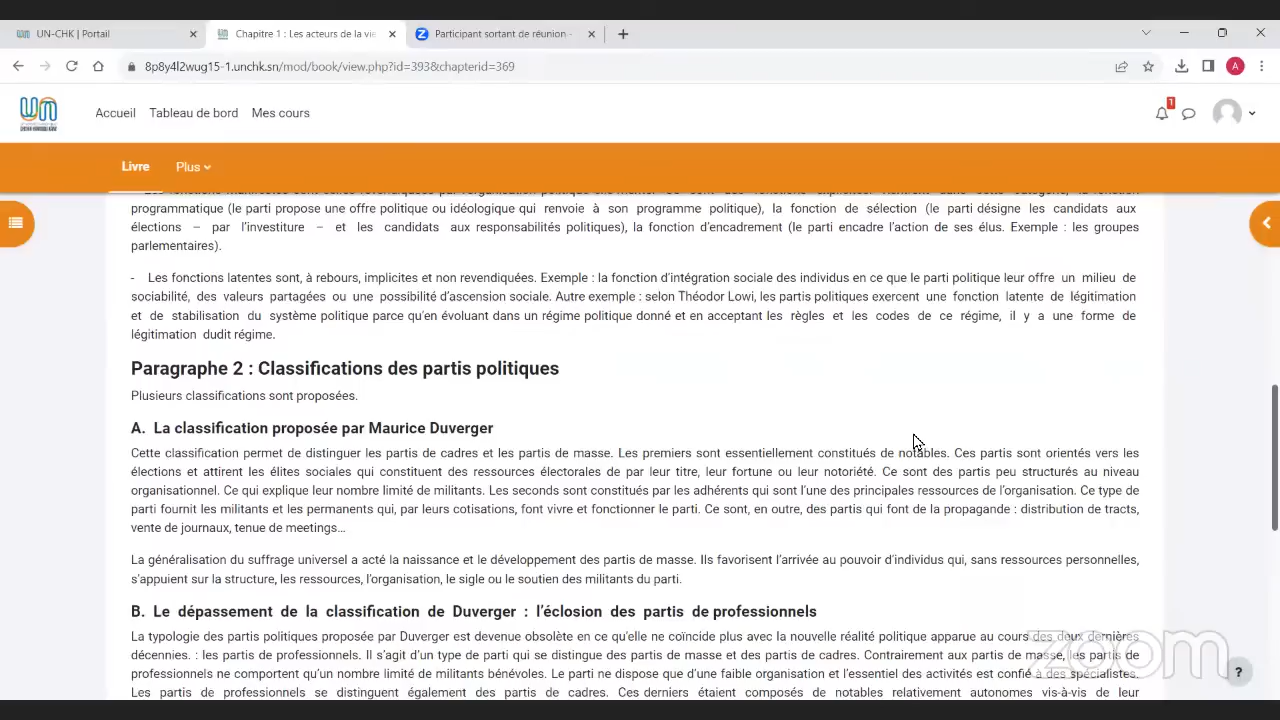 UN-CHK | Portail
Chapitre 1 : Les acteurs de la vie
Participant sortant de réunion -
8p8y4l2wug15-1.unchk.sn/mod/book/view.php?id=393&chapterid=369
A
Accueil
Tableau de bord
Mes cours
1
Livre
Plus
programmatique (le parti propose une offre politique ou idéologique qui renvoie à son programme politique), la fonction de sélection (le parti désigne les candidats aux
élections – par l'investiture – et les candidats aux responsabilités politiques), la fonction d'encadrement (le parti encadre l'action de ses élus. Exemple : les groupes
parlementaires).
- Les fonctions latentes sont, à rebours, implicites et non revendiquées. Exemple : la fonction d'intégration sociale des individus en ce que le parti politique leur offre un milieu de
sociabilité, des valeurs partagées ou une possibilité d'ascension sociale. Autre exemple : selon Théodor Lowi, les partis politiques exercent une fonction latente de légitimation
et de stabilisation du système politique parce qu'en évoluant dans un régime politique donné et en acceptant les règles et les codes de ce régime, il y a une forme de
légitimation dudit régime.
Paragraphe 2 : Classifications des partis politiques
Plusieurs classifications sont proposées.
A. La classification proposée par Maurice Duverger
Cette classification permet de distinguer les partis de cadres et les partis de masse. Les premiers sont essentiellement constitués de notables. Ces partis sont orientés vers les
élections et attirent les élites sociales qui constituent des ressources électorales de par leur titre, leur fortune ou leur notoriété. Ce sont des partis peu structurés au niveau
organisationnel. Ce qui explique leur nombre limité de militants. Les seconds sont constitués par les adhérents qui sont l'une des principales ressources de l'organisation. Ce type de
parti fournit les militants et les permanents qui, par leurs cotisations, font vivre et fonctionner le parti. Ce sont, en outre, des partis qui font de la propagande : distribution de tracts,
vente de journaux, tenue de meetings…
La généralisation du suffrage universel a acté la naissance et le développement des partis de masse. Ils favorisent l'arrivée au pouvoir d'individus qui, sans ressources personnelles,
s'appuient sur la structure, les ressources, l'organisation, le sigle ou le soutien des militants du parti.
B. Le dépassement de la classification de Duverger : l'éclosion des partis de professionnels
La typologie des partis politiques proposée par Duverger est devenue obsolète en ce qu'elle ne coïncide plus avec la nouvelle réalité politique apparue au cours des deux dernières
décennies. : les partis de professionnels. Il s'agit d'un type de parti qui se distingue des partis de masse et des partis de cadres. Contrairement aux partis de masse, les partis de
professionnels ne comportent qu'un nombre limité de militants bénévoles. Le parti ne dispose que d'une faible organisation et l'essentiel des activités est confié à des spécialistes.
Les partis de professionnels se distinguent également des partis de cadres. Ces derniers étaient composés de notables relativement autonomes vis-à-vis de leur
zoom
?